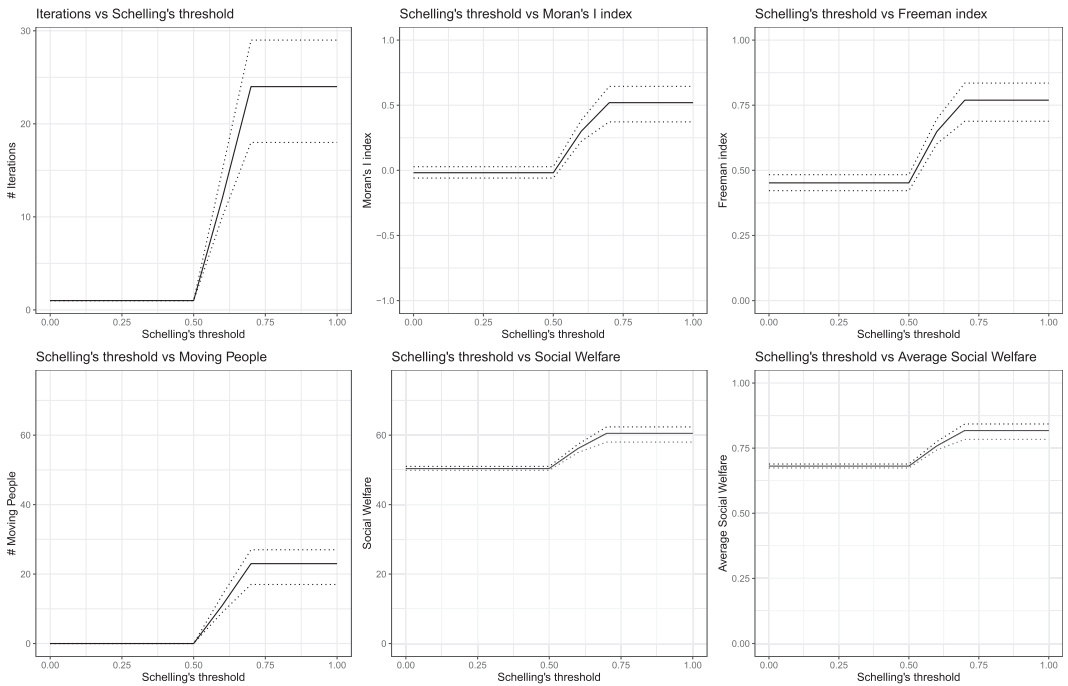 Iterations vs Schelling's threshold
30
20
10
0
# Iterations
0.00 0.25 0.50 0.75 1.00
Schelling's threshold
Schelling's threshold vs Moran's I index
1.0
0.5
0.0
−0.5
−1.0
Moran's I index
0.00 0.25 0.50 0.75 1.00
Schelling's threshold
Schelling's threshold vs Freeman index
1.00
0.75
0.50
0.25
0.00
Freeman index
0.00 0.25 0.50 0.75 1.00
Schelling's threshold
Schelling's threshold vs Moving People
60
40
20
0
# Moving People
0.00 0.25 0.50 0.75 1.00
Schelling's threshold
Schelling's threshold vs Social Welfare
60
40
20
0
Social Welfare
0.00 0.25 0.50 0.75 1.00
Schelling's threshold
Schelling's threshold vs Average Social Welfare
1.00
0.75
0.50
0.25
0.00
Average Social Welfare
0.00 0.25 0.50 0.75 1.00
Schelling's threshold